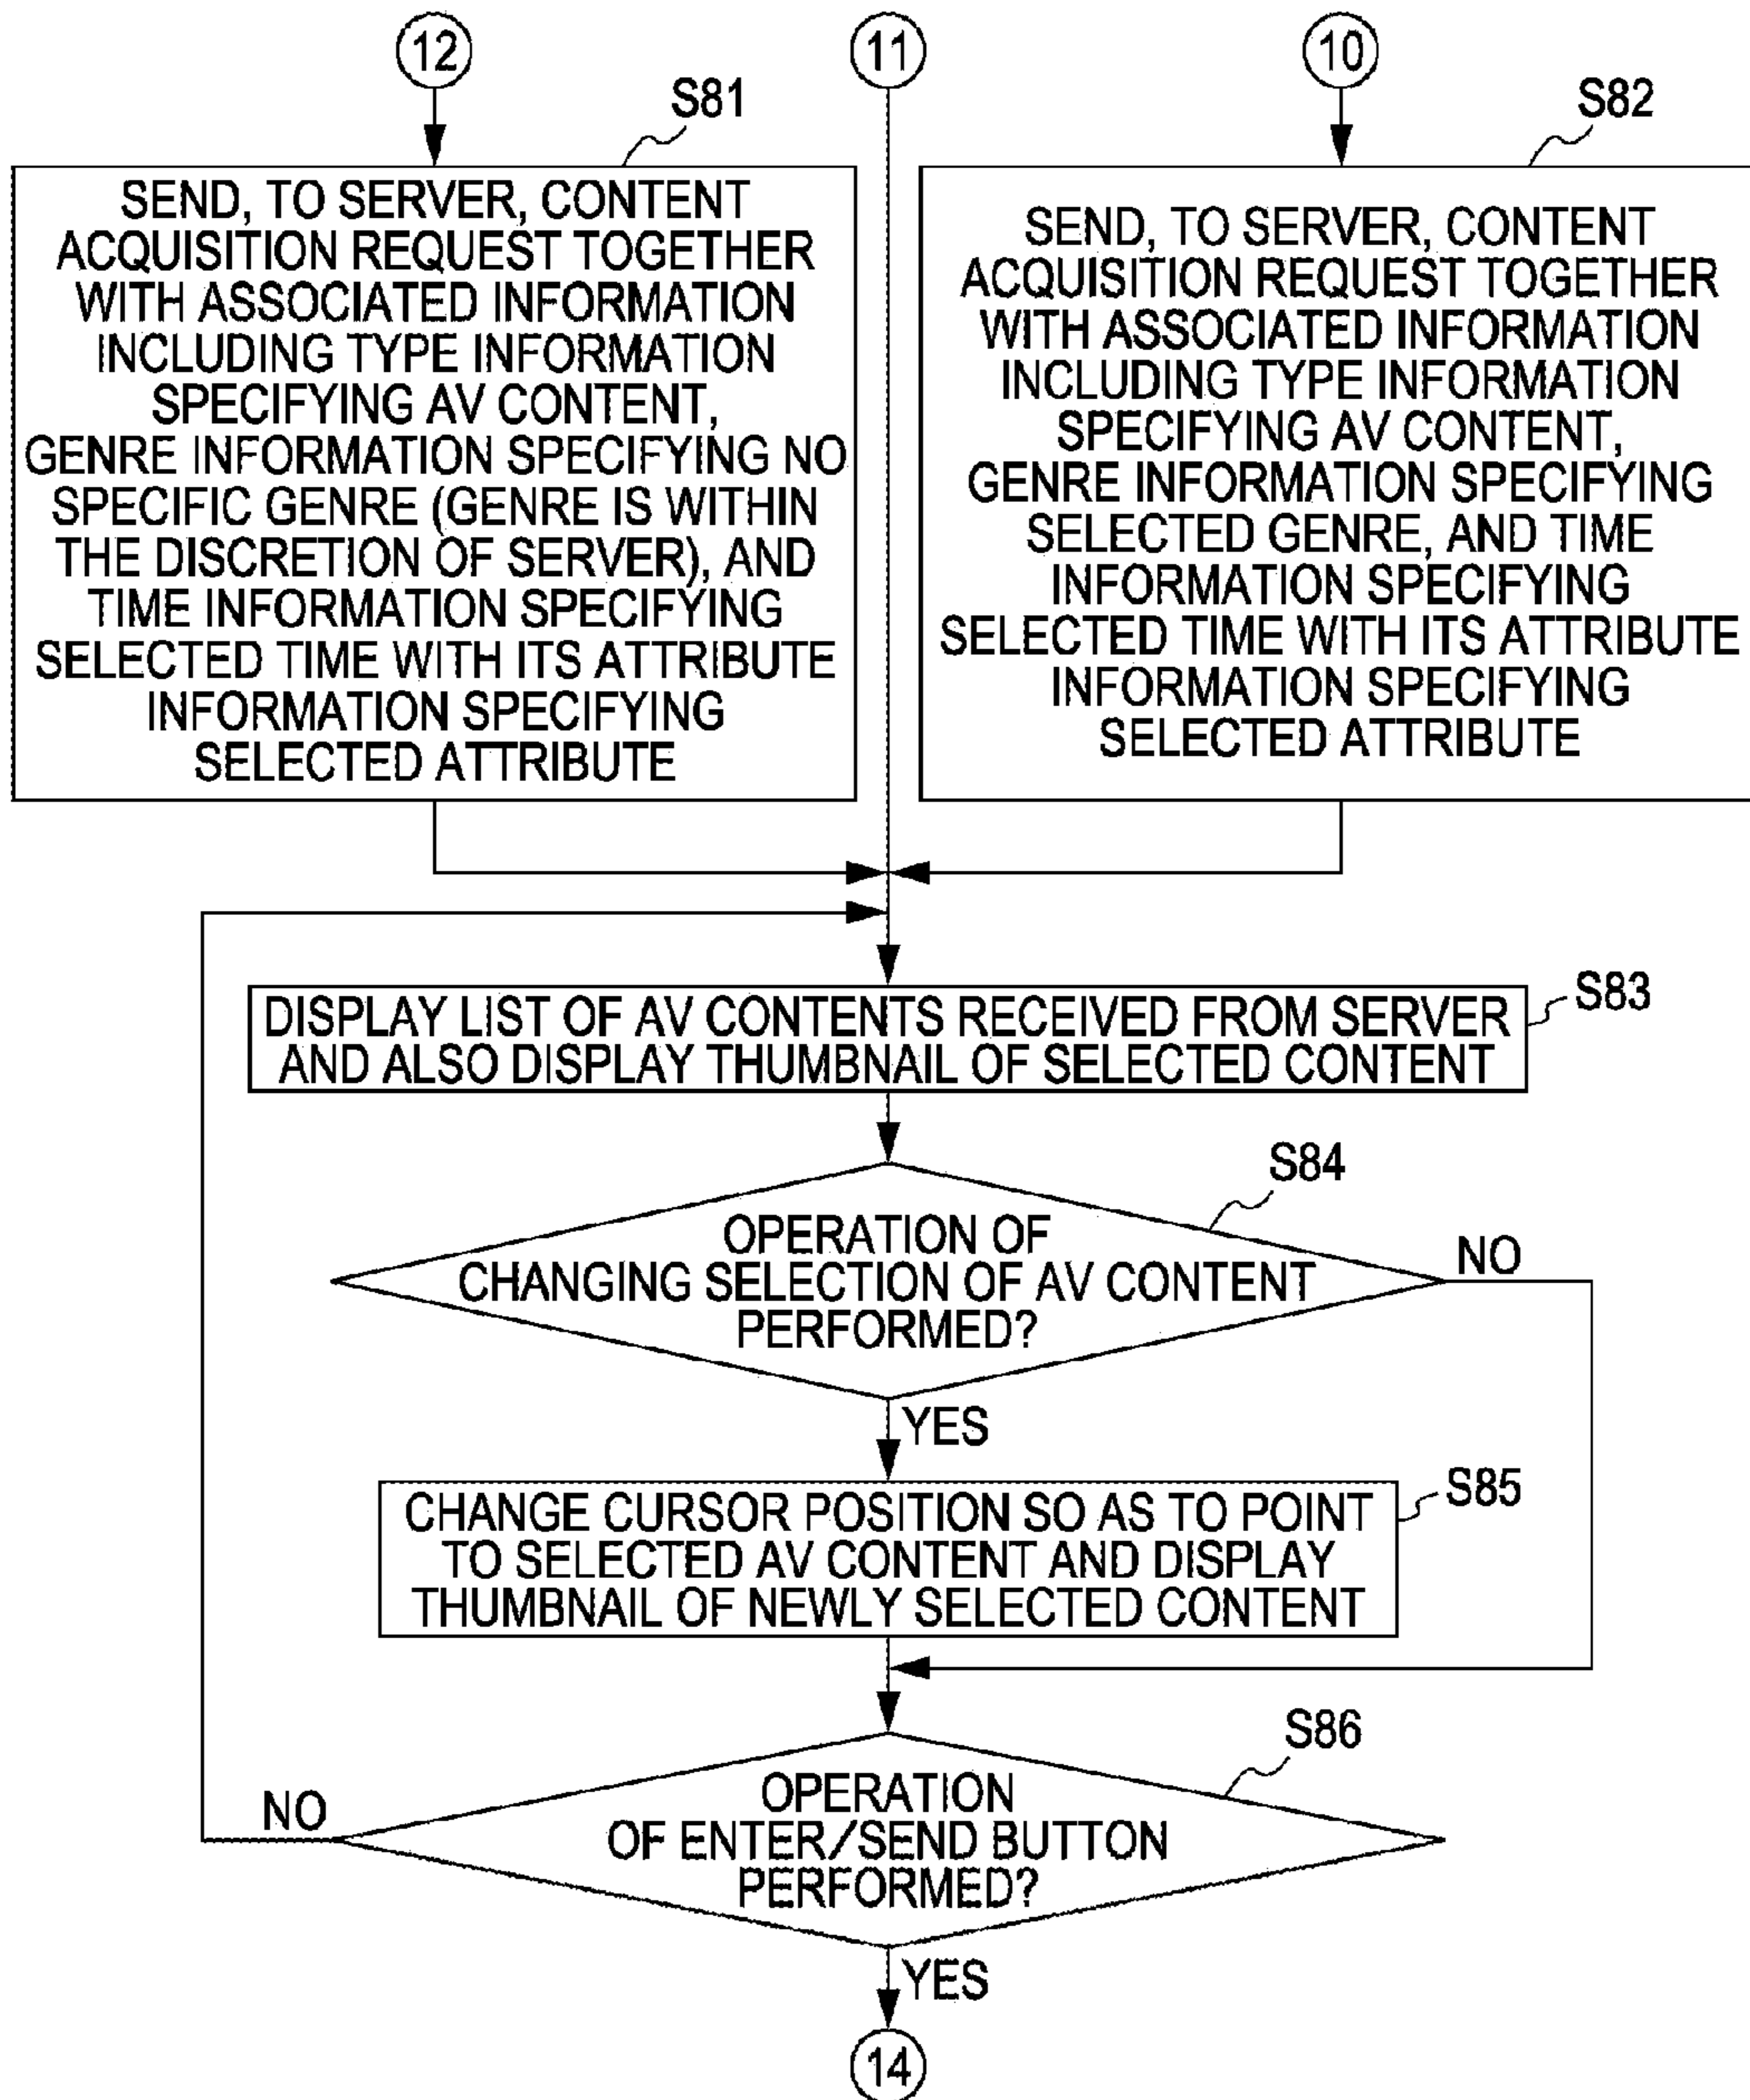 12
11
10
S81
S82
SEND, TO SERVER, CONTENT
ACQUISITION REQUEST TOGETHER
WITH ASSOCIATED INFORMATION
INCLUDING TYPE INFORMATION
SPECIFYING AV CONTENT,
GENRE INFORMATION SPECIFYING NO
SPECIFIC GENRE (GENRE IS WITHIN
THE DISCRETION OF SERVER), AND
TIME INFORMATION SPECIFYING
SELECTED TIME WITH ITS ATTRIBUTE
INFORMATION SPECIFYING
SELECTED ATTRIBUTE
SEND, TO SERVER, CONTENT
ACQUISITION REQUEST TOGETHER
WITH ASSOCIATED INFORMATION
INCLUDING TYPE INFORMATION
SPECIFYING AV CONTENT,
GENRE INFORMATION SPECIFYING
SELECTED GENRE, AND TIME
INFORMATION SPECIFYING
SELECTED TIME WITH ITS ATTRIBUTE
INFORMATION SPECIFYING
SELECTED ATTRIBUTE
S83
DISPLAY LIST OF AV CONTENTS RECEIVED FROM SERVER
AND ALSO DISPLAY THUMBNAIL OF SELECTED CONTENT
S84
OPERATION OF
CHANGING SELECTION OF AV CONTENT
PERFORMED?
NO
YES
S85
CHANGE CURSOR POSITION SO AS TO POINT
TO SELECTED AV CONTENT AND DISPLAY
THUMBNAIL OF NEWLY SELECTED CONTENT
S86
OPERATION
OF ENTER/SEND BUTTON
PERFORMED?
NO
YES
14